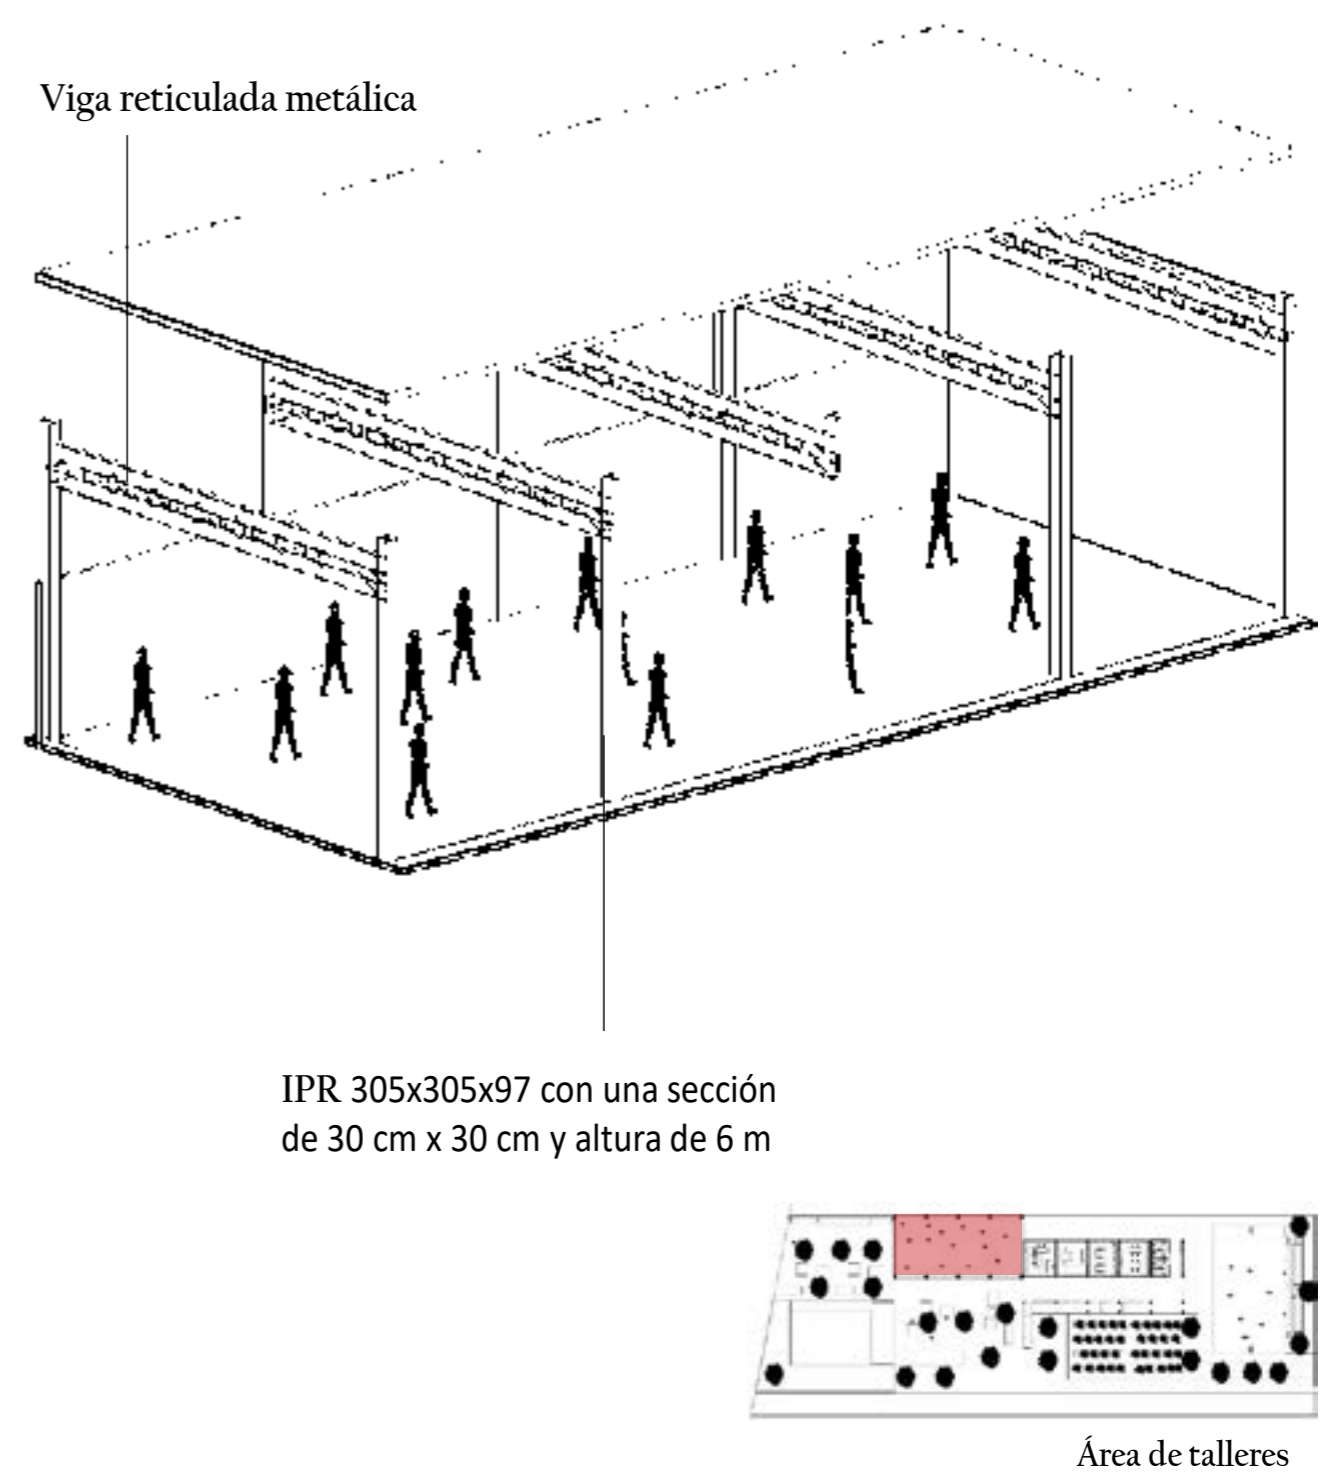 Viga reticulada metálica
IPR 305x305x97 con una sección
de 30 cm x 30 cm y altura de 6 m
Área de talleres